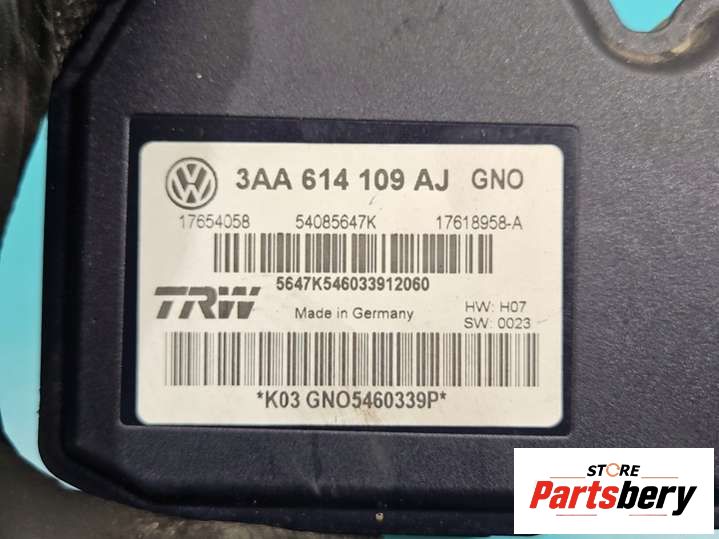 3AA 614 109 AJ GNO
17654058 54085647K 17618958-A
5647K546033912060
TRW Made in Germany HW: H07
SW: 0023
*K03 GNO5460339P*
STORE
Partsbery